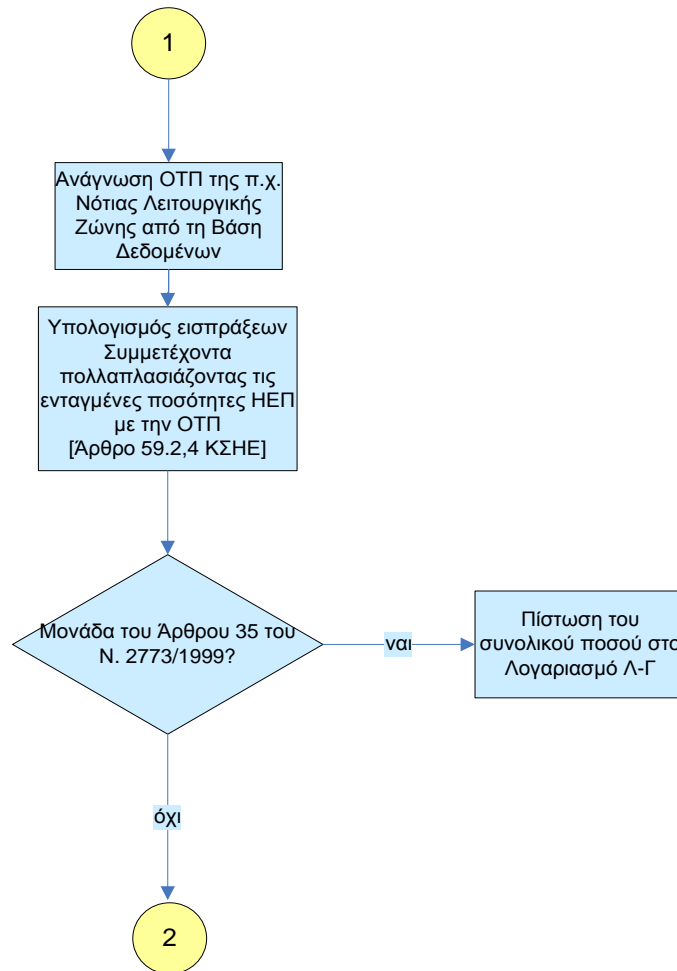 1
Ανάγνωση ΟΤΠ της π.χ.
Νότιας Λειτουργικής
Ζώνης από τη Βάση
Δεδομένων
Υπολογισμός εισπράξεων
Συμμετέχοντα
πολλαπλασιάζοντας τις
ενταγμένες ποσότητες ΗΕΠ
με την ΟΤΠ
[Άρθρο 59.2,4 ΚΣΗΕ]
Μονάδα του Άρθρου 35 του
Ν. 2773/1999?
ναι
Πίστωση του
συνολικού ποσού στο
Λογαριασμό Λ-Γ
όχι
2